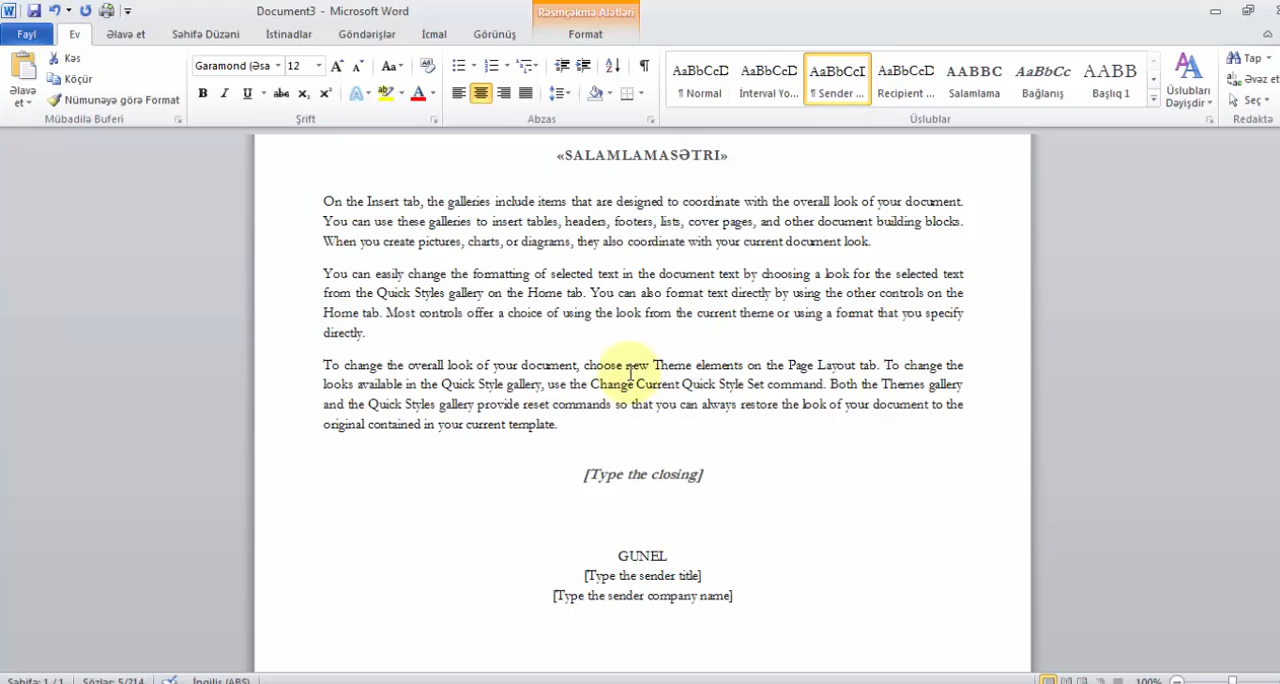 Document3 - Microsoft Word
Rəsmçəkmə Alətləri
Fayl Ev Əlavə et Səhifə Düzəni İstinadlar Göndərişlər İcmal Görünüş Format
Əlavə et
Kəs
Köçür
Nümunəyə görə Format
Mübadilə Buferi
Garamond (Əsa 12
Şrift
Abzas
AaBbCcD AaBbCcD AaBbCcI AaBbCcD AABBC AaBbCc AABB
¶ Normal İnterval Yo... ¶ Sender ... Recipient ... Salamlama Bağlanış Başlıq 1
Üslubları Dəyişdir
Üslublar
Tap
Əvəz et
Seç
Redaktə
«SALAMLAMASƏTRI»
On the Insert tab, the galleries include items that are designed to coordinate with the overall look of your document.
You can use these galleries to insert tables, headers, footers, lists, cover pages, and other document building blocks.
When you create pictures, charts, or diagrams, they also coordinate with your current document look.
You can easily change the formatting of selected text in the document text by choosing a look for the selected text
from the Quick Styles gallery on the Home tab. You can also format text directly by using the other controls on the
Home tab. Most controls offer a choice of using the look from the current theme or using a format that you specify
directly.
To change the overall look of your document, choose new Theme elements on the Page Layout tab. To change the
looks available in the Quick Style gallery, use the Change Current Quick Style Set command. Both the Themes gallery
and the Quick Styles gallery provide reset commands so that you can always restore the look of your document to the
original contained in your current template.
[Type the closing]
GUNEL
[Type the sender title]
[Type the sender company name]
Səhifə: 1 / 1 Sözlər: 5/214 İngilis (ABŞ) 100%